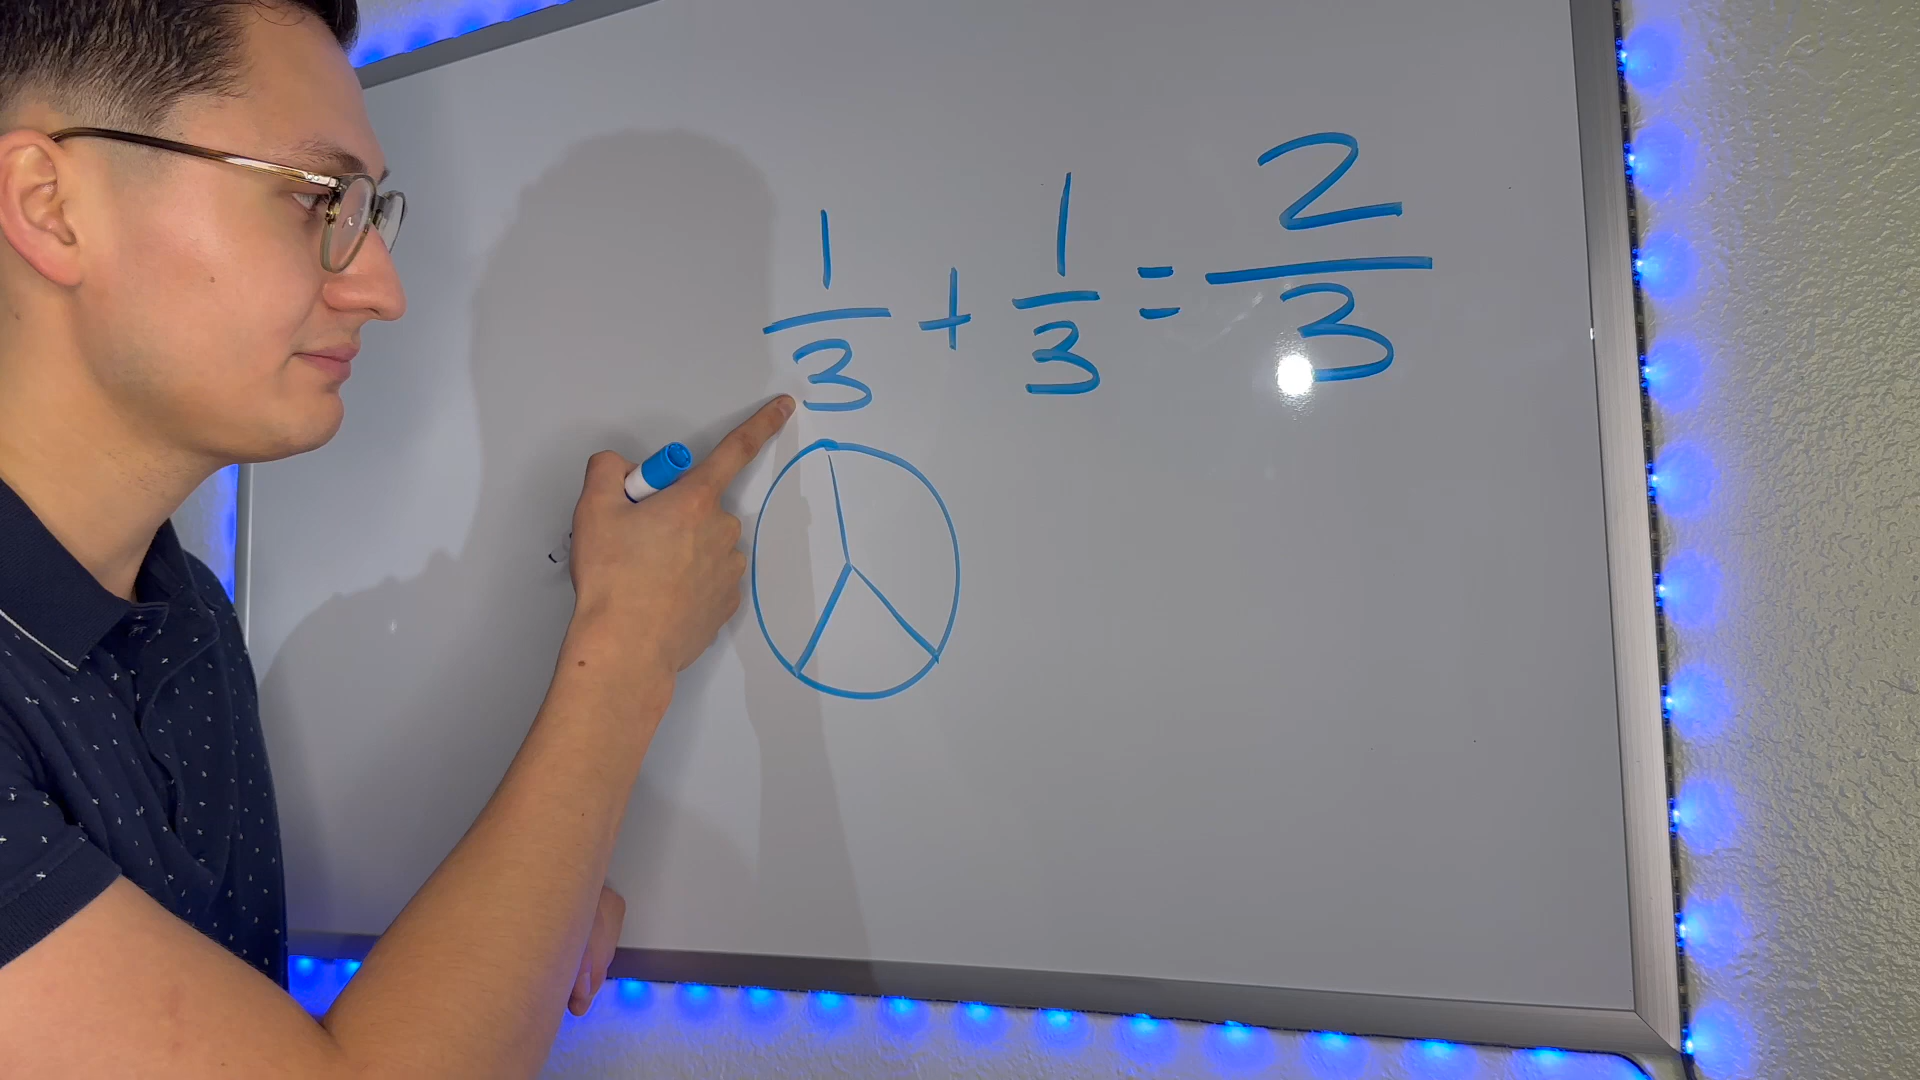 1/3 + 1/3 = 2/3